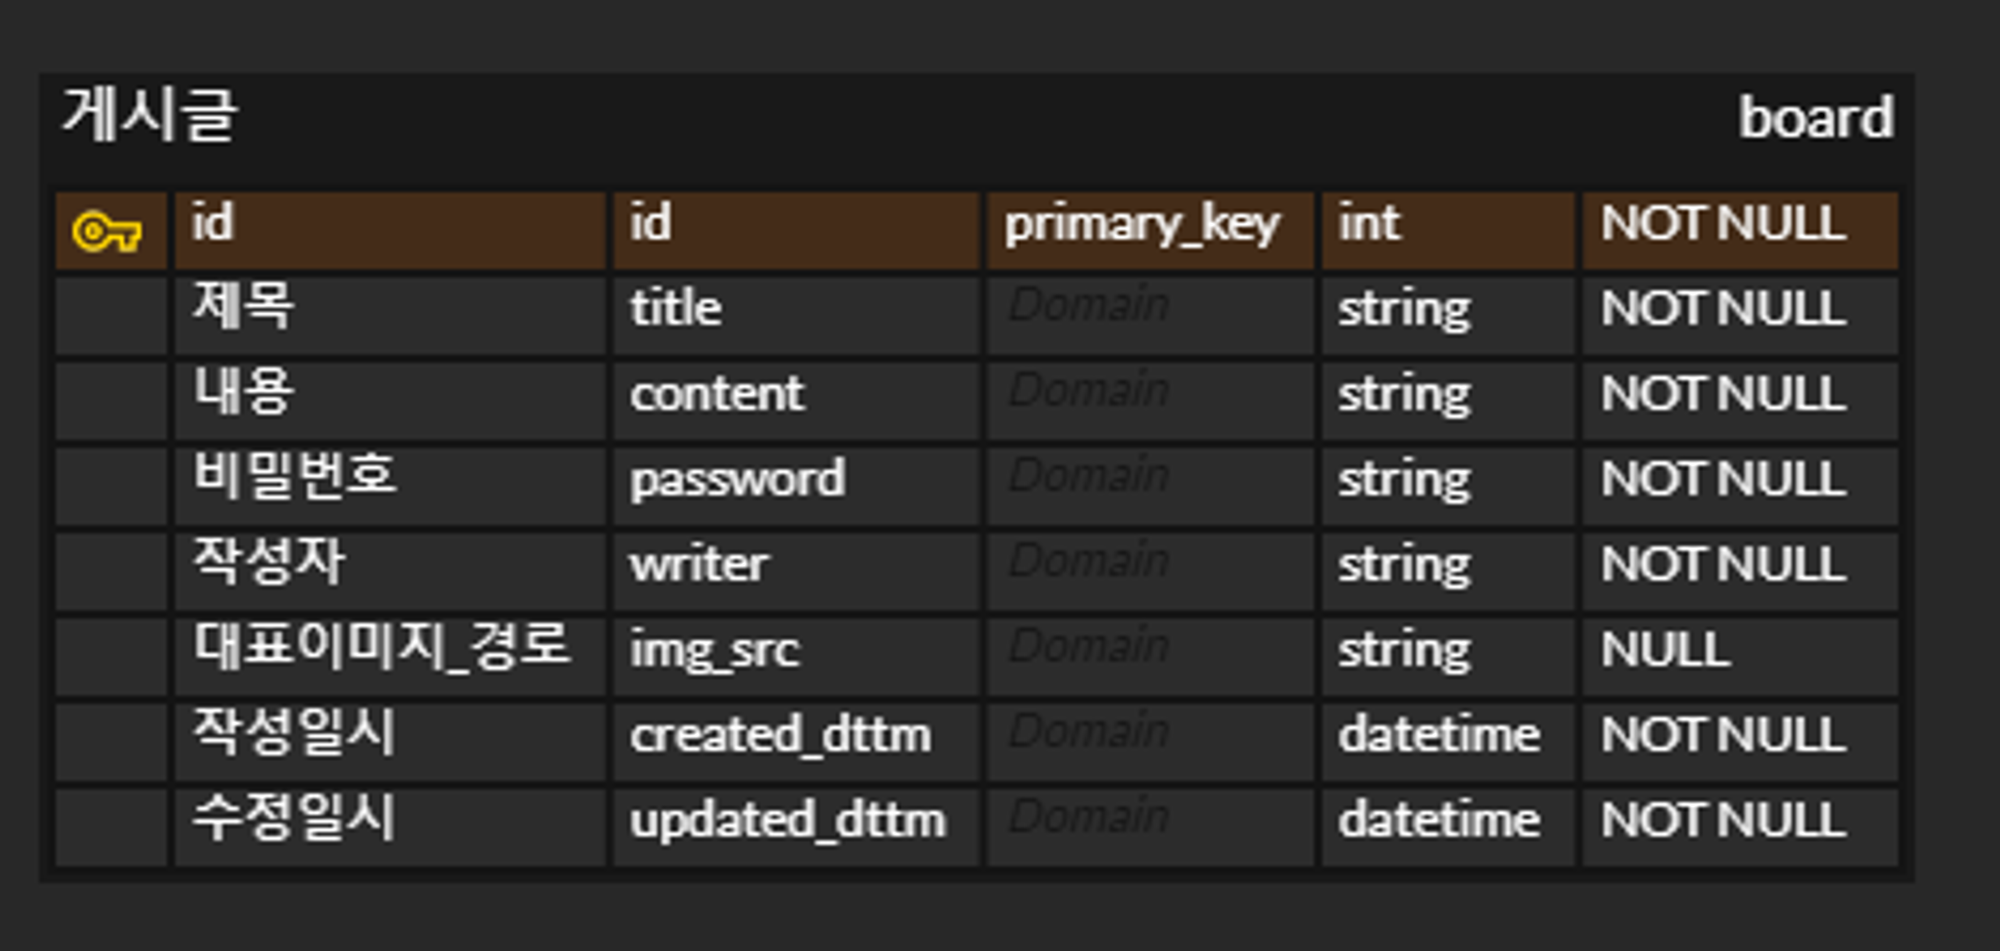 게시글 board
id id primary_key int NOT NULL
제목 title Domain string NOT NULL
내용 content Domain string NOT NULL
비밀번호 password Domain string NOT NULL
작성자 writer Domain string NOT NULL
대표이미지_경로 img_src Domain string NULL
작성일시 created_dttm Domain datetime NOT NULL
수정일시 updated_dttm Domain datetime NOT NULL